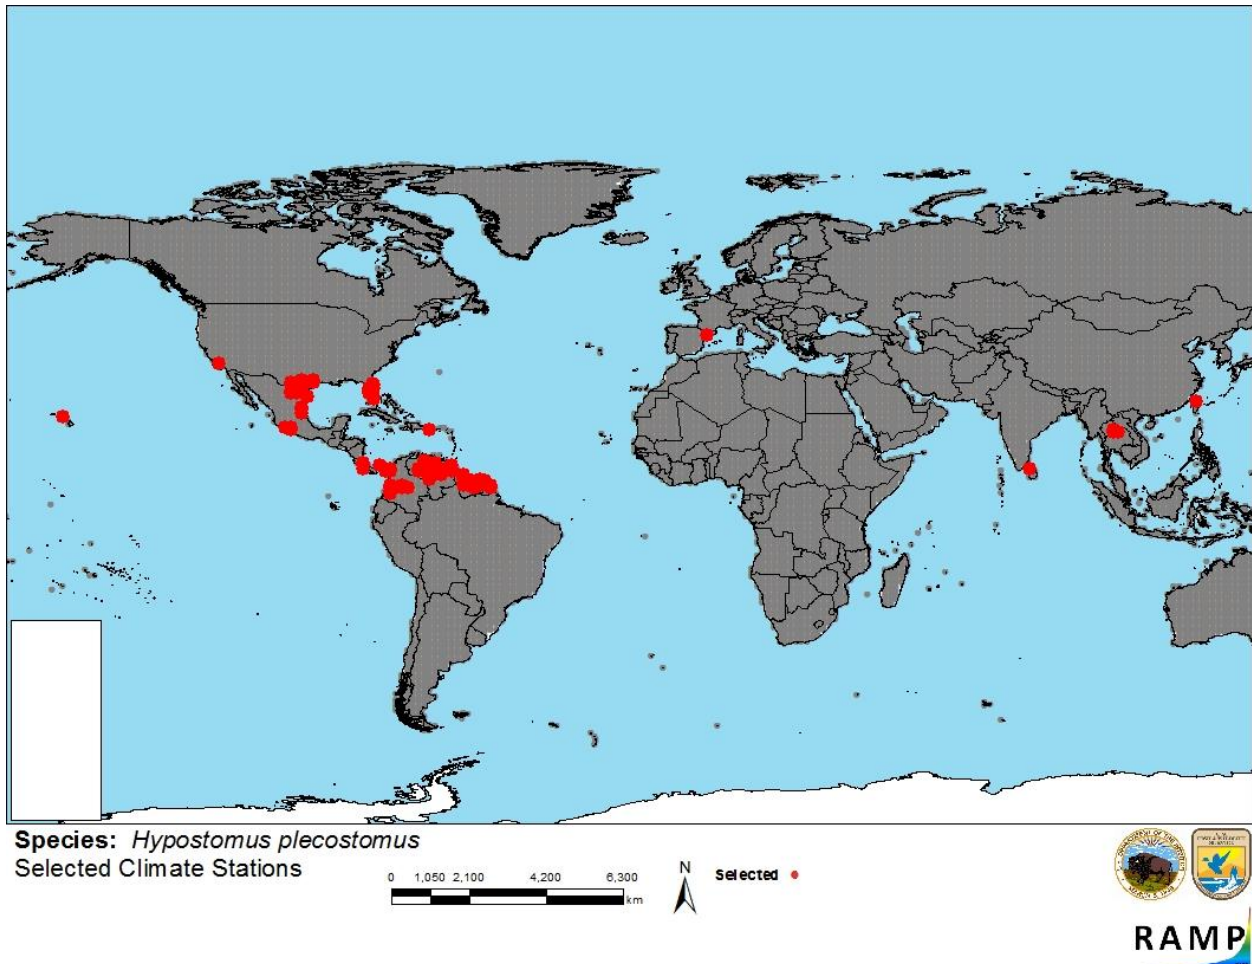 Species: Hypostomus plecostomus
Selected Climate Stations
0 1,050 2,100 4,200 6,300
km
N
Selected
RAMP